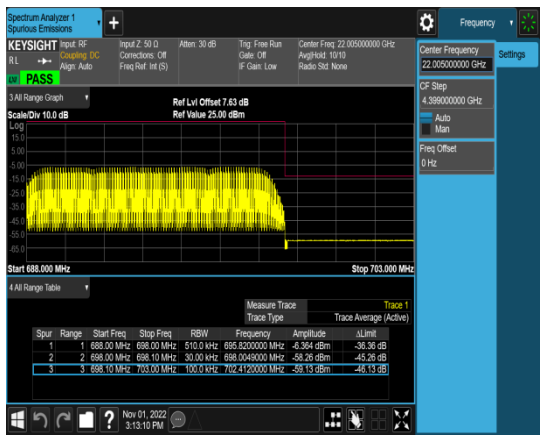 Spectrum Analyzer 1
Spurious Emissions
Frequency
KEYSIGHT Input: RF Input Z: 50 Ω Atten: 30 dB Trig: Free Run Center Freq: 22.005000000 GHz
RL Coupling: DC Corrections: Off Gate: Off Avg|Hold: 10/10
Align: Auto Freq Ref: Int (S) IF Gain: Low Radio Std: None
PASS
Center Frequency
22.005000000 GHz
Settings
CF Step
4.399000000 GHz
Auto
Man
Freq Offset
0 Hz
3 All Range Graph
Ref Lvl Offset 7.63 dB
Scale/Div 10.0 dB Ref Value 25.00 dBm
Log
15.0
5.00
-5.00
-15.0
-25.0
-35.0
-45.0
-55.0
-65.0
Start 688.000 MHz Stop 703.000 MHz
4 All Range Table
Measure Trace Trace 1
Trace Type Trace Average (Active)
Spur Range Start Freq Stop Freq RBW Frequency Amplitude ΔLimit
1 1 688.00 MHz 698.00 MHz 510.0 kHz 695.8200000 MHz -6.364 dBm -36.36 dB
2 2 698.00 MHz 698.10 MHz 30.00 kHz 698.0049000 MHz -58.26 dBm -45.26 dB
3 3 698.10 MHz 703.00 MHz 100.0 kHz 702.4120000 MHz -59.13 dBm -46.13 dB
?
Nov 01, 2022
3:13:10 PM